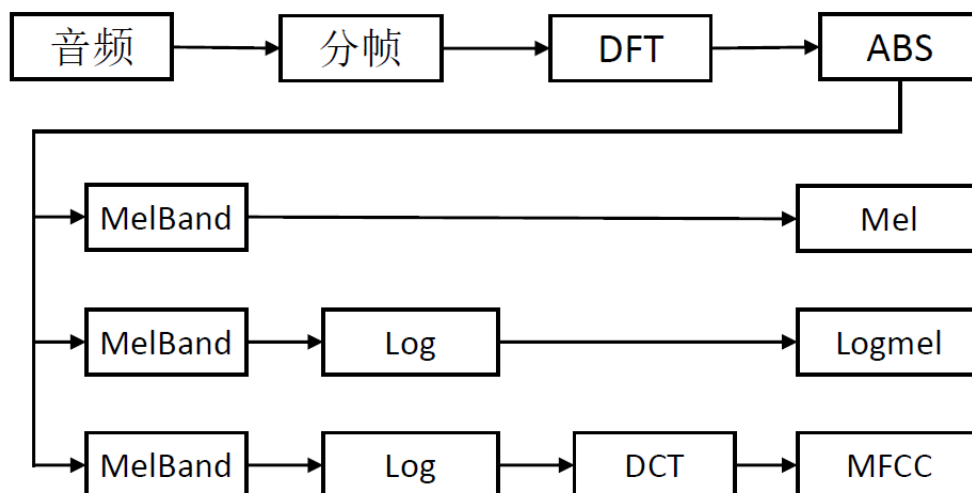 音频 分帧 DFT ABS
MelBand Mel
MelBand Log Logmel
MelBand Log DCT MFCC